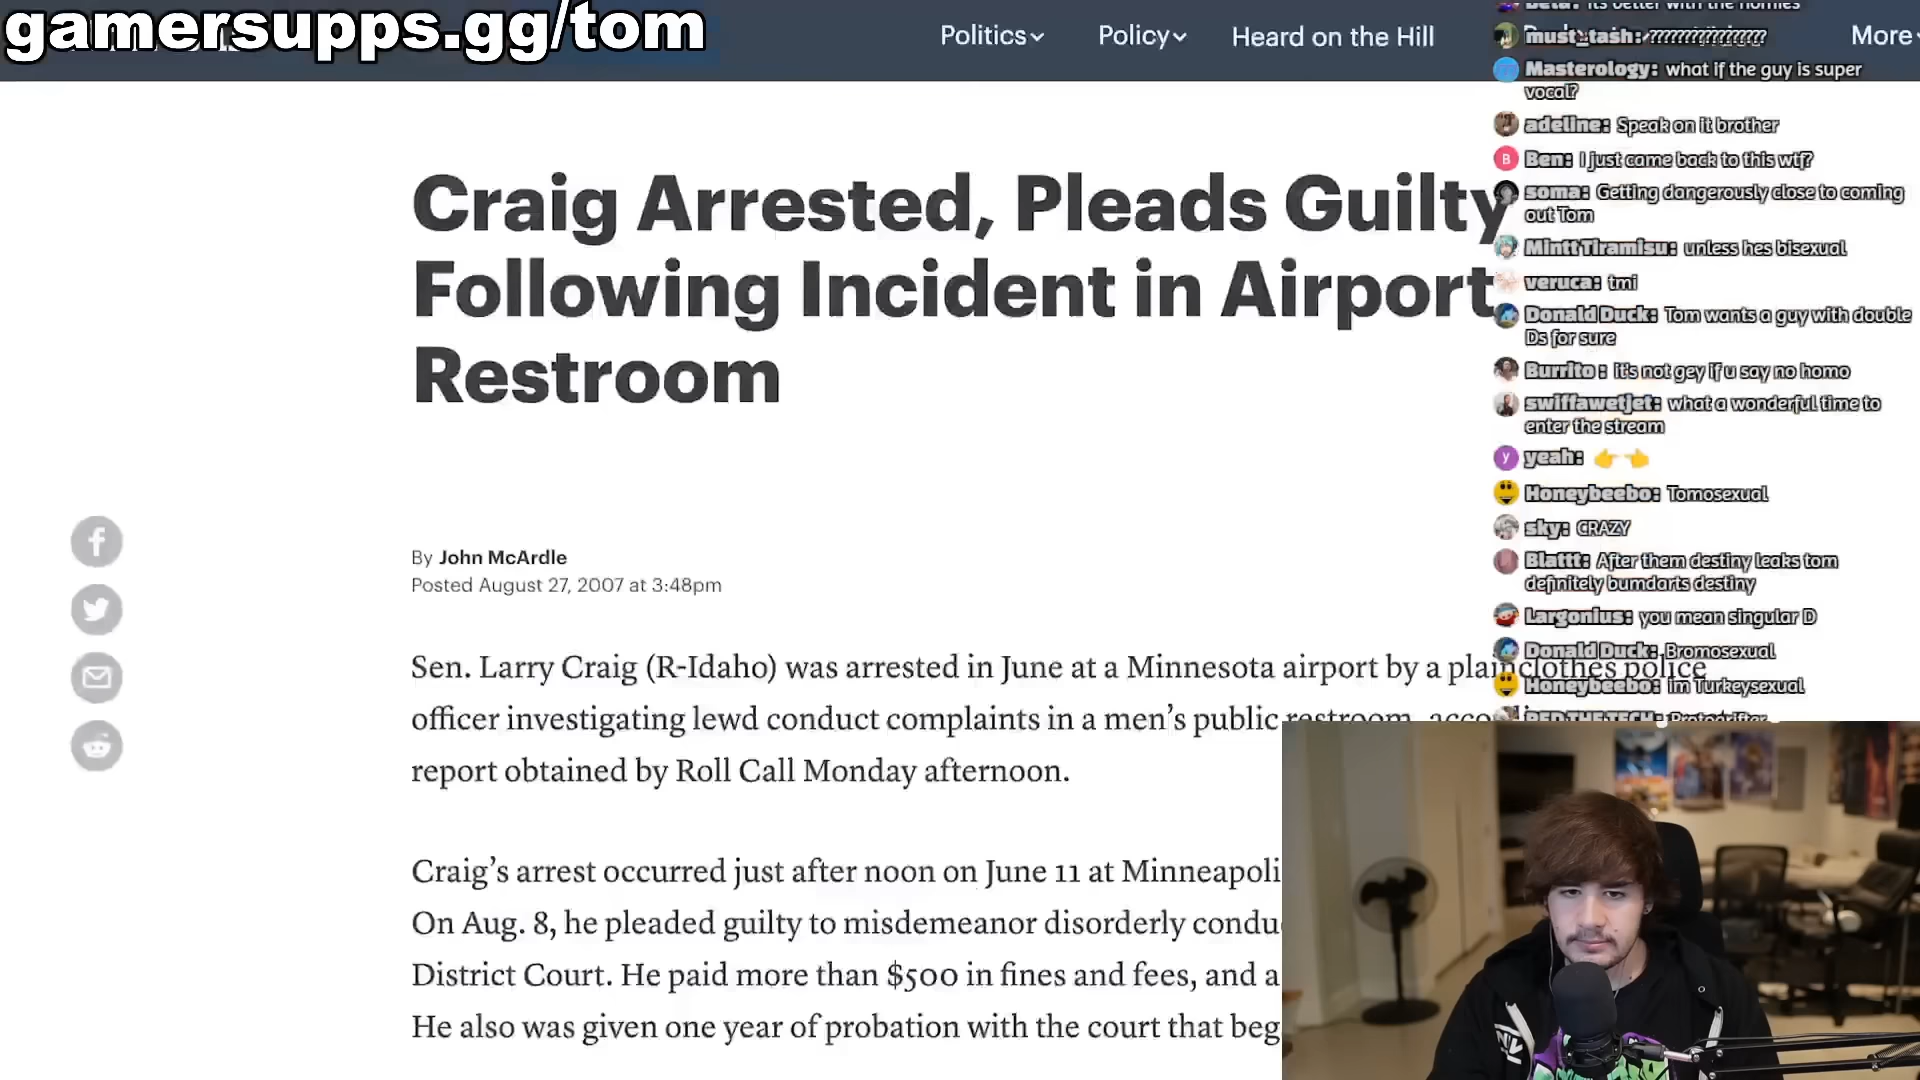 gamersupps.gg/tom
Politics
Policy
Heard on the Hill
More
Craig Arrested, Pleads Guilty
Following Incident in Airport
Restroom
By John McArdle
Posted August 27, 2007 at 3:48pm
Sen. Larry Craig (R-Idaho) was arrested in June at a Minnesota airport by a plainclothes police
officer investigating lewd conduct complaints in a men's public restroom,
report obtained by Roll Call Monday afternoon.
Craig's arrest occurred just after noon on June 11 at Minneapoli
On Aug. 8, he pleaded guilty to misdemeanor disorderly condu
District Court. He paid more than $500 in fines and fees, and a
He also was given one year of probation with the court that beg
Beta: its better with the homies
must_tash: ?????????????????
Masterology: what if the guy is super
vocal?
adeline: Speak on it brother
Ben: I just came back to this wtf?
soma: Getting dangerously close to coming
out Tom
MinttTiramisu: unless hes bisexual
veruca: tmi
Donald Duck: Tom wants a guy with double
Ds for sure
Burrito : it's not gey if u say no homo
swiffawetjet: what a wonderful time to
enter the stream
yeah: 👉 👈
Honeybeebo: Tomosexual
sky: CRAZY
Blattt: After them destiny leaks tom
definitely bumdarts destiny
Largonius: you mean singular D
Donald Duck: Bromosexual
Honeybeebo: im Turkeysexual